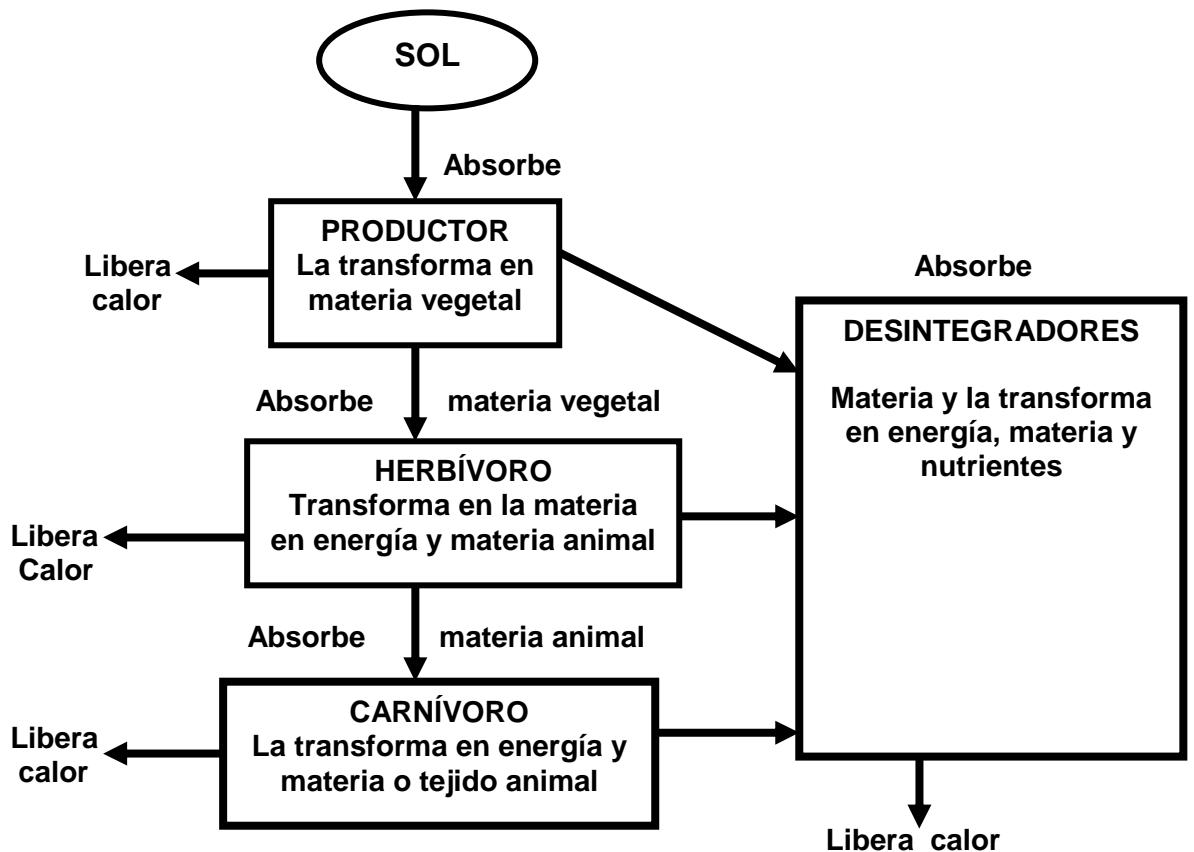 SOL
Absorbe
PRODUCTOR
La transforma en
materia vegetal
Libera
calor
Absorbe
DESINTEGRADORES
Materia y la transforma
en energía, materia y
nutrientes
Absorbe materia vegetal
HERBÍVORO
Transforma en la materia
en energía y materia animal
Libera
Calor
Absorbe materia animal
CARNÍVORO
La transforma en energía y
materia o tejido animal
Libera
calor
Libera calor